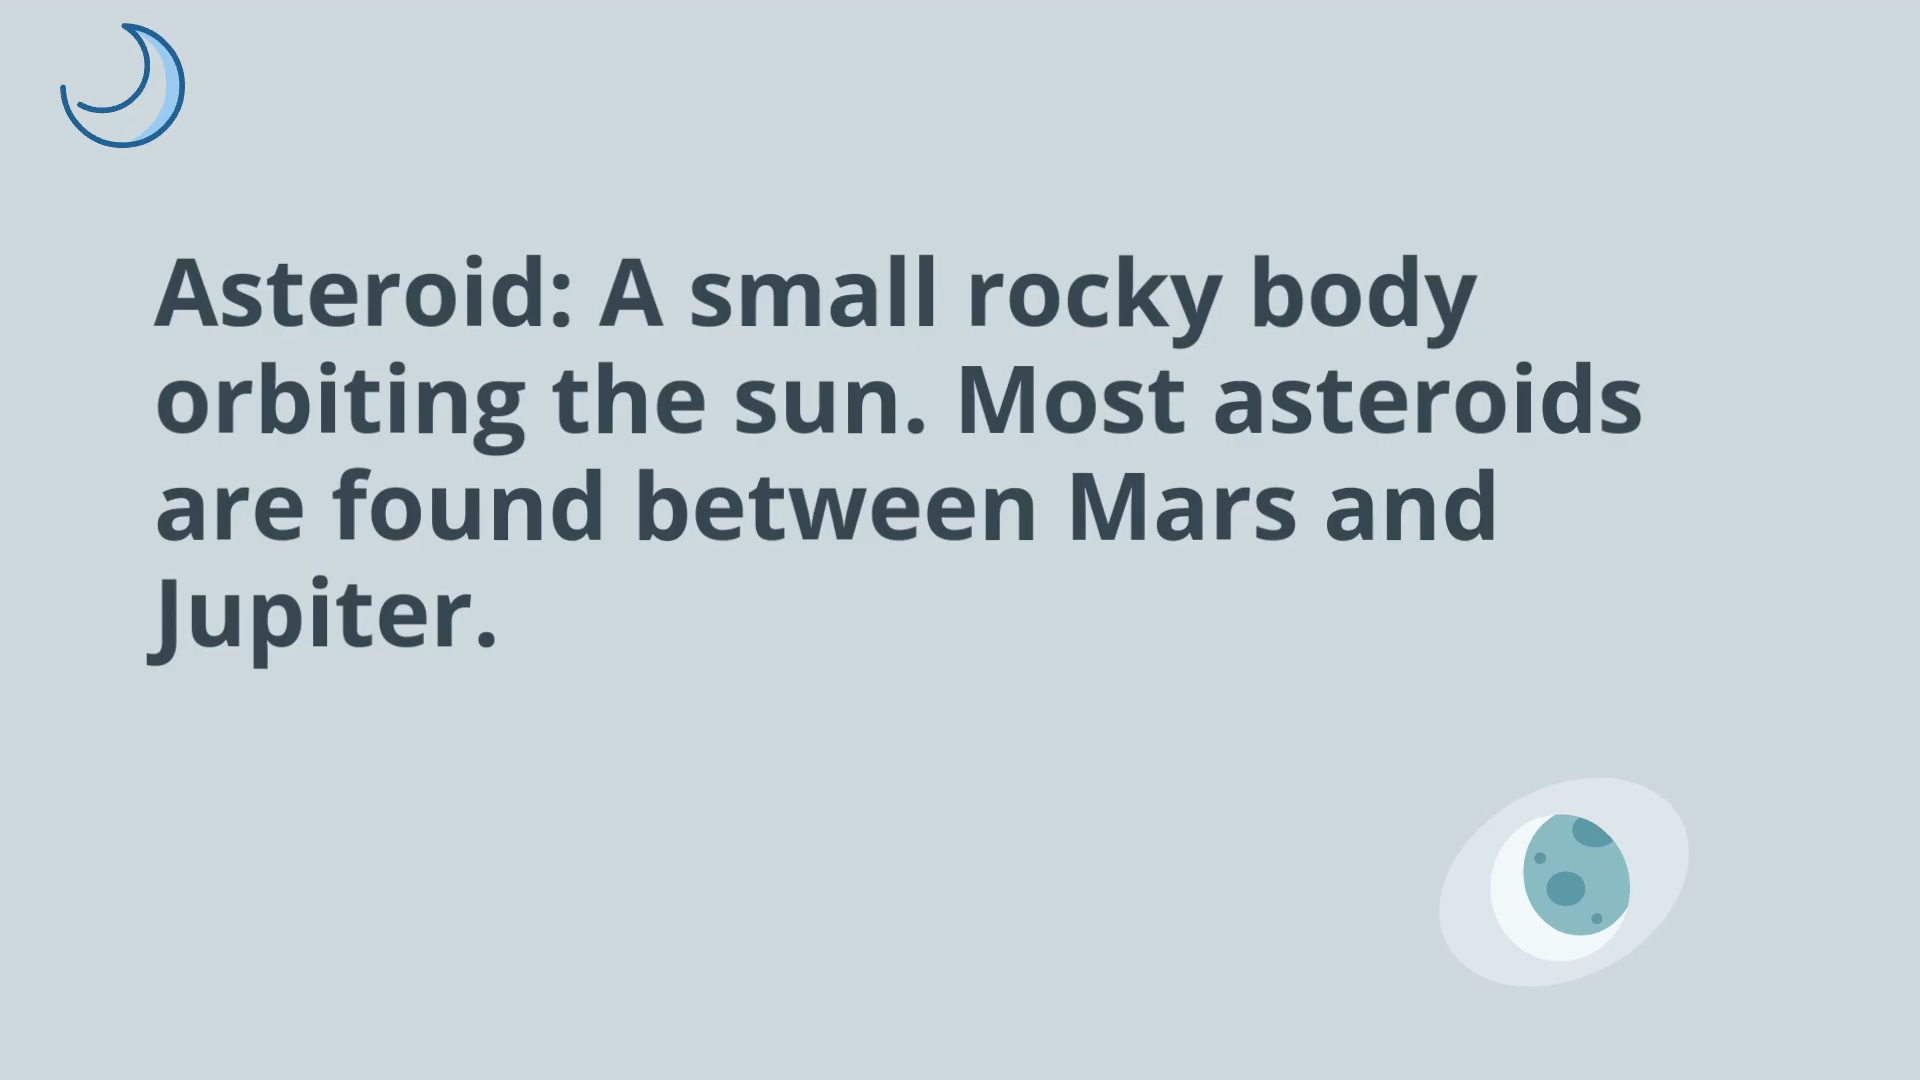 Asteroid: A small rocky body
orbiting the sun. Most asteroids
are found between Mars and
Jupiter.